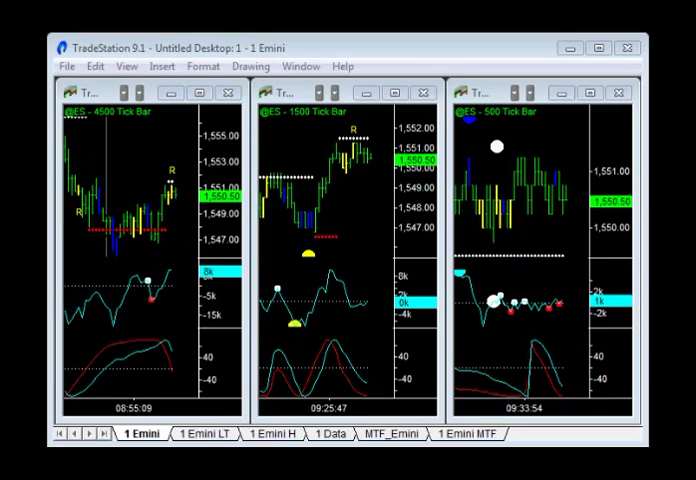 TradeStation 9.1 - Untitled Desktop: 1 - 1 Emini
File Edit View Insert Format Drawing Window Help
Tr... Tr... Tr...
@ES - 4500 Tick Bar
1,555.00
1,553.00
R
1,551.00
1,550.50
R
1,549.00
1,547.00
8k
-5k
-15k
40
-40
08:55:09
@ES - 1500 Tick Bar
R
1,552.00
1,551.00
1,550.50
1,549.00
1,548.00
1,547.00
8k
0k
-4k
40
-40
09:25:47
@ES - 500 Tick Bar
1,551.00
1,550.50
1,550.00
2k
1k
-2k
40
-40
09:33:54
1 Emini 1 Emini LT 1 Emini H 1 Data MTF_Emini 1 Emini MTF